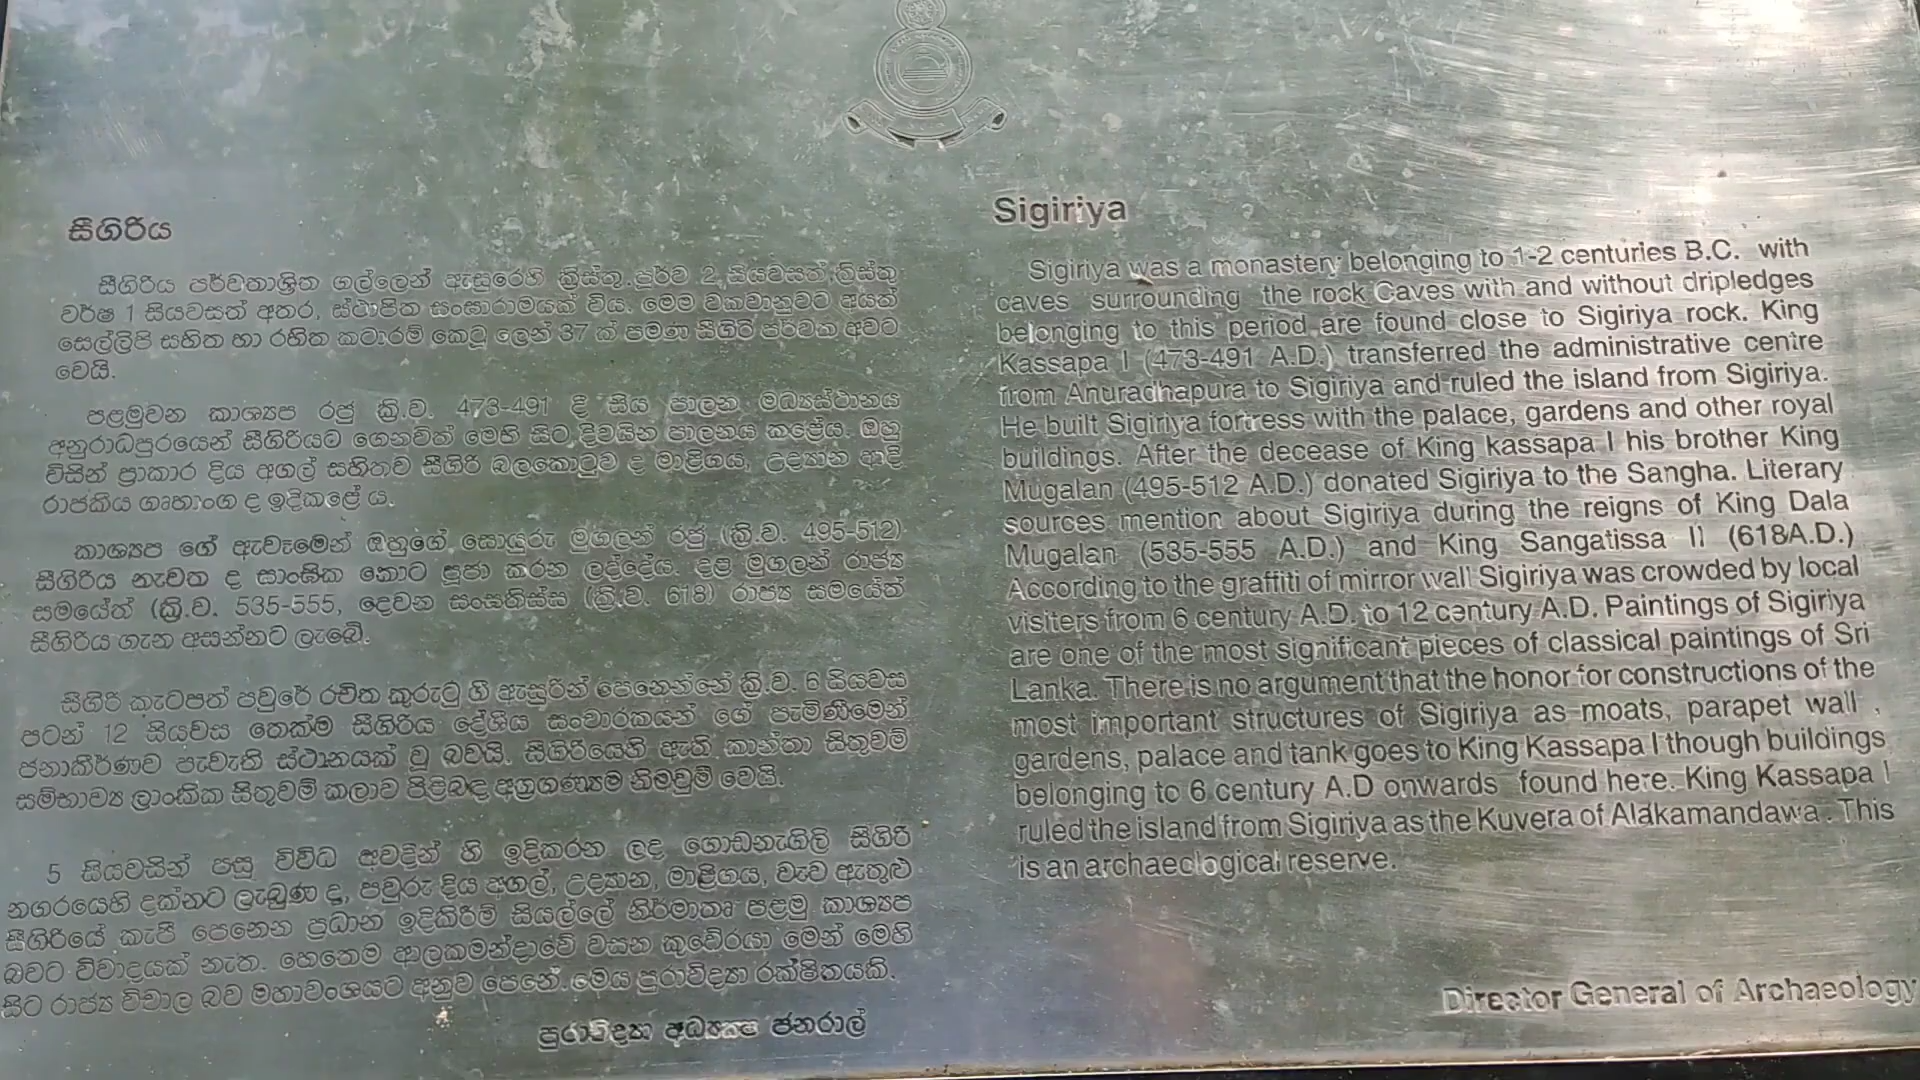 සීගිරිය
සීගිරිය පර්වතාශ්‍රිත ගල්ලෙන් ඇසුරෙහි ක්‍රිස්තු පූර්ව 2 සියවසත්, ක්‍රිස්තු
වර්ෂ 1 සියවසත් අතර, ස්ථාපිත සංඝාරාමයක් විය. මෙම වකවානුවට අයත්
සෙල්ලිපි සහිත හා රහිත කටාරම් කෙටූ ලෙන් 37 ක් පමණ සීගිරි පර්වත අවට
වෙයි.
පළමුවන කාශ්‍යප රජු ක්‍රි.ව. 473-491 දී සිය පාලන මධ්‍යස්ථානය
අනුරාධපුරයෙන් සීගිරියට ගෙනවිත් මෙහි සිට දිවයින පාලනය කළේය. ඔහු
විසින් ප්‍රාකාර දිය අගල් සහිතව සීගිරි බලකොටුව ද මාළිගය, උද්‍යාන ආදි
රාජකීය ගෘහාංග ද ඉදිකළේ ය.
කාශ්‍යප ගේ ඇවෑමෙන් ඔහුගේ සොයුරු මුගලන් රජු (ක්‍රි.ව. 495-512)
සීගිරිය නැවත ද සාංඝික කොට පූජා කරන ලද්දේය. දළ මුගලන් රාජ්‍ය
සමයේත් (ක්‍රි.ව. 535-555, දෙවන සංඝතිස්ස (ක්‍රි.ව. 618) රාජ්‍ය සමයේත්
සීගිරිය ගැන අසන්නට ලැබේ.
සීගිරි කැටපත් පවුරේ රචිත කුරුටු ගී ඇසුරින් පෙනෙන්නේ ක්‍රි.ව. 6 සියවස
පටන් 12 සියවස තෙක්ම සීගිරිය දේශීය සංචාරකයන් ගේ පැමිණීමෙන්
ජනාකීර්ණව පැවැති ස්ථානයක් වූ බවයි. සීගිරියෙහි ඇති කාන්තා සිතුවම්
සම්භාව්‍ය ලාංකික සිතුවම් කලාව පිළිබඳ අග්‍රගණ්‍යම නිමවුම් වෙයි.
5 සියවසින් පසු විවිධ අවදීන් හි ඉදිකරන ලද ගොඩනැගිලි සීගිරි
නගරයෙහි දක්නට ලැබුණ ද, පවුරු දිය අගල්, උද්‍යාන, මාළිගය, වැව ඇතුළු
සීගිරියේ කැපී පෙනෙන ප්‍රධාන ඉදිකිරීම් සියල්ලේ නිර්මාතෘ පළමු කාශ්‍යප
බවට විවාදයක් නැත. හෙතෙම ආලකමන්දාවේ වසන කුවේරයා මෙන් මෙහි
සිට රාජ්‍ය විචාල බව මහාවංශයට අනුව පෙනේ. මෙය පුරාවිද්‍යා රක්ෂිතයකි.
පුරාවිද්‍යා අධ්‍යක්ෂ ජනරාල්
Sigiriya
Sigiriya was a monastery belonging to 1-2 centuries B.C. with
caves surrounding the rock Caves with and without dripledges
belonging to this period are found close to Sigiriya rock. King
Kassapa I (473-491 A.D.) transferred the administrative centre
from Anuradhapura to Sigiriya and ruled the island from Sigiriya.
He built Sigiriya fortress with the palace, gardens and other royal
buildings. After the decease of King kassapa I his brother King
Mugalan (495-512 A.D.) donated Sigiriya to the Sangha. Literary
sources mention about Sigiriya during the reigns of King Dala
Mugalan (535-555 A.D.) and King Sangatissa II (618A.D.)
According to the graffiti of mirror wall Sigiriya was crowded by local
visiters from 6 century A.D. to 12 century A.D. Paintings of Sigiriya
are one of the most significant pieces of classical paintings of Sri
Lanka. There is no argument that the honor for constructions of the
most important structures of Sigiriya as moats, parapet wall ,
gardens, palace and tank goes to King Kassapa I though buildings
belonging to 6 century A.D onwards found here. King Kassapa I
ruled the island from Sigiriya as the Kuvera of Alakamandawa . This
is an archaeological reserve.
Director General of Archaeology